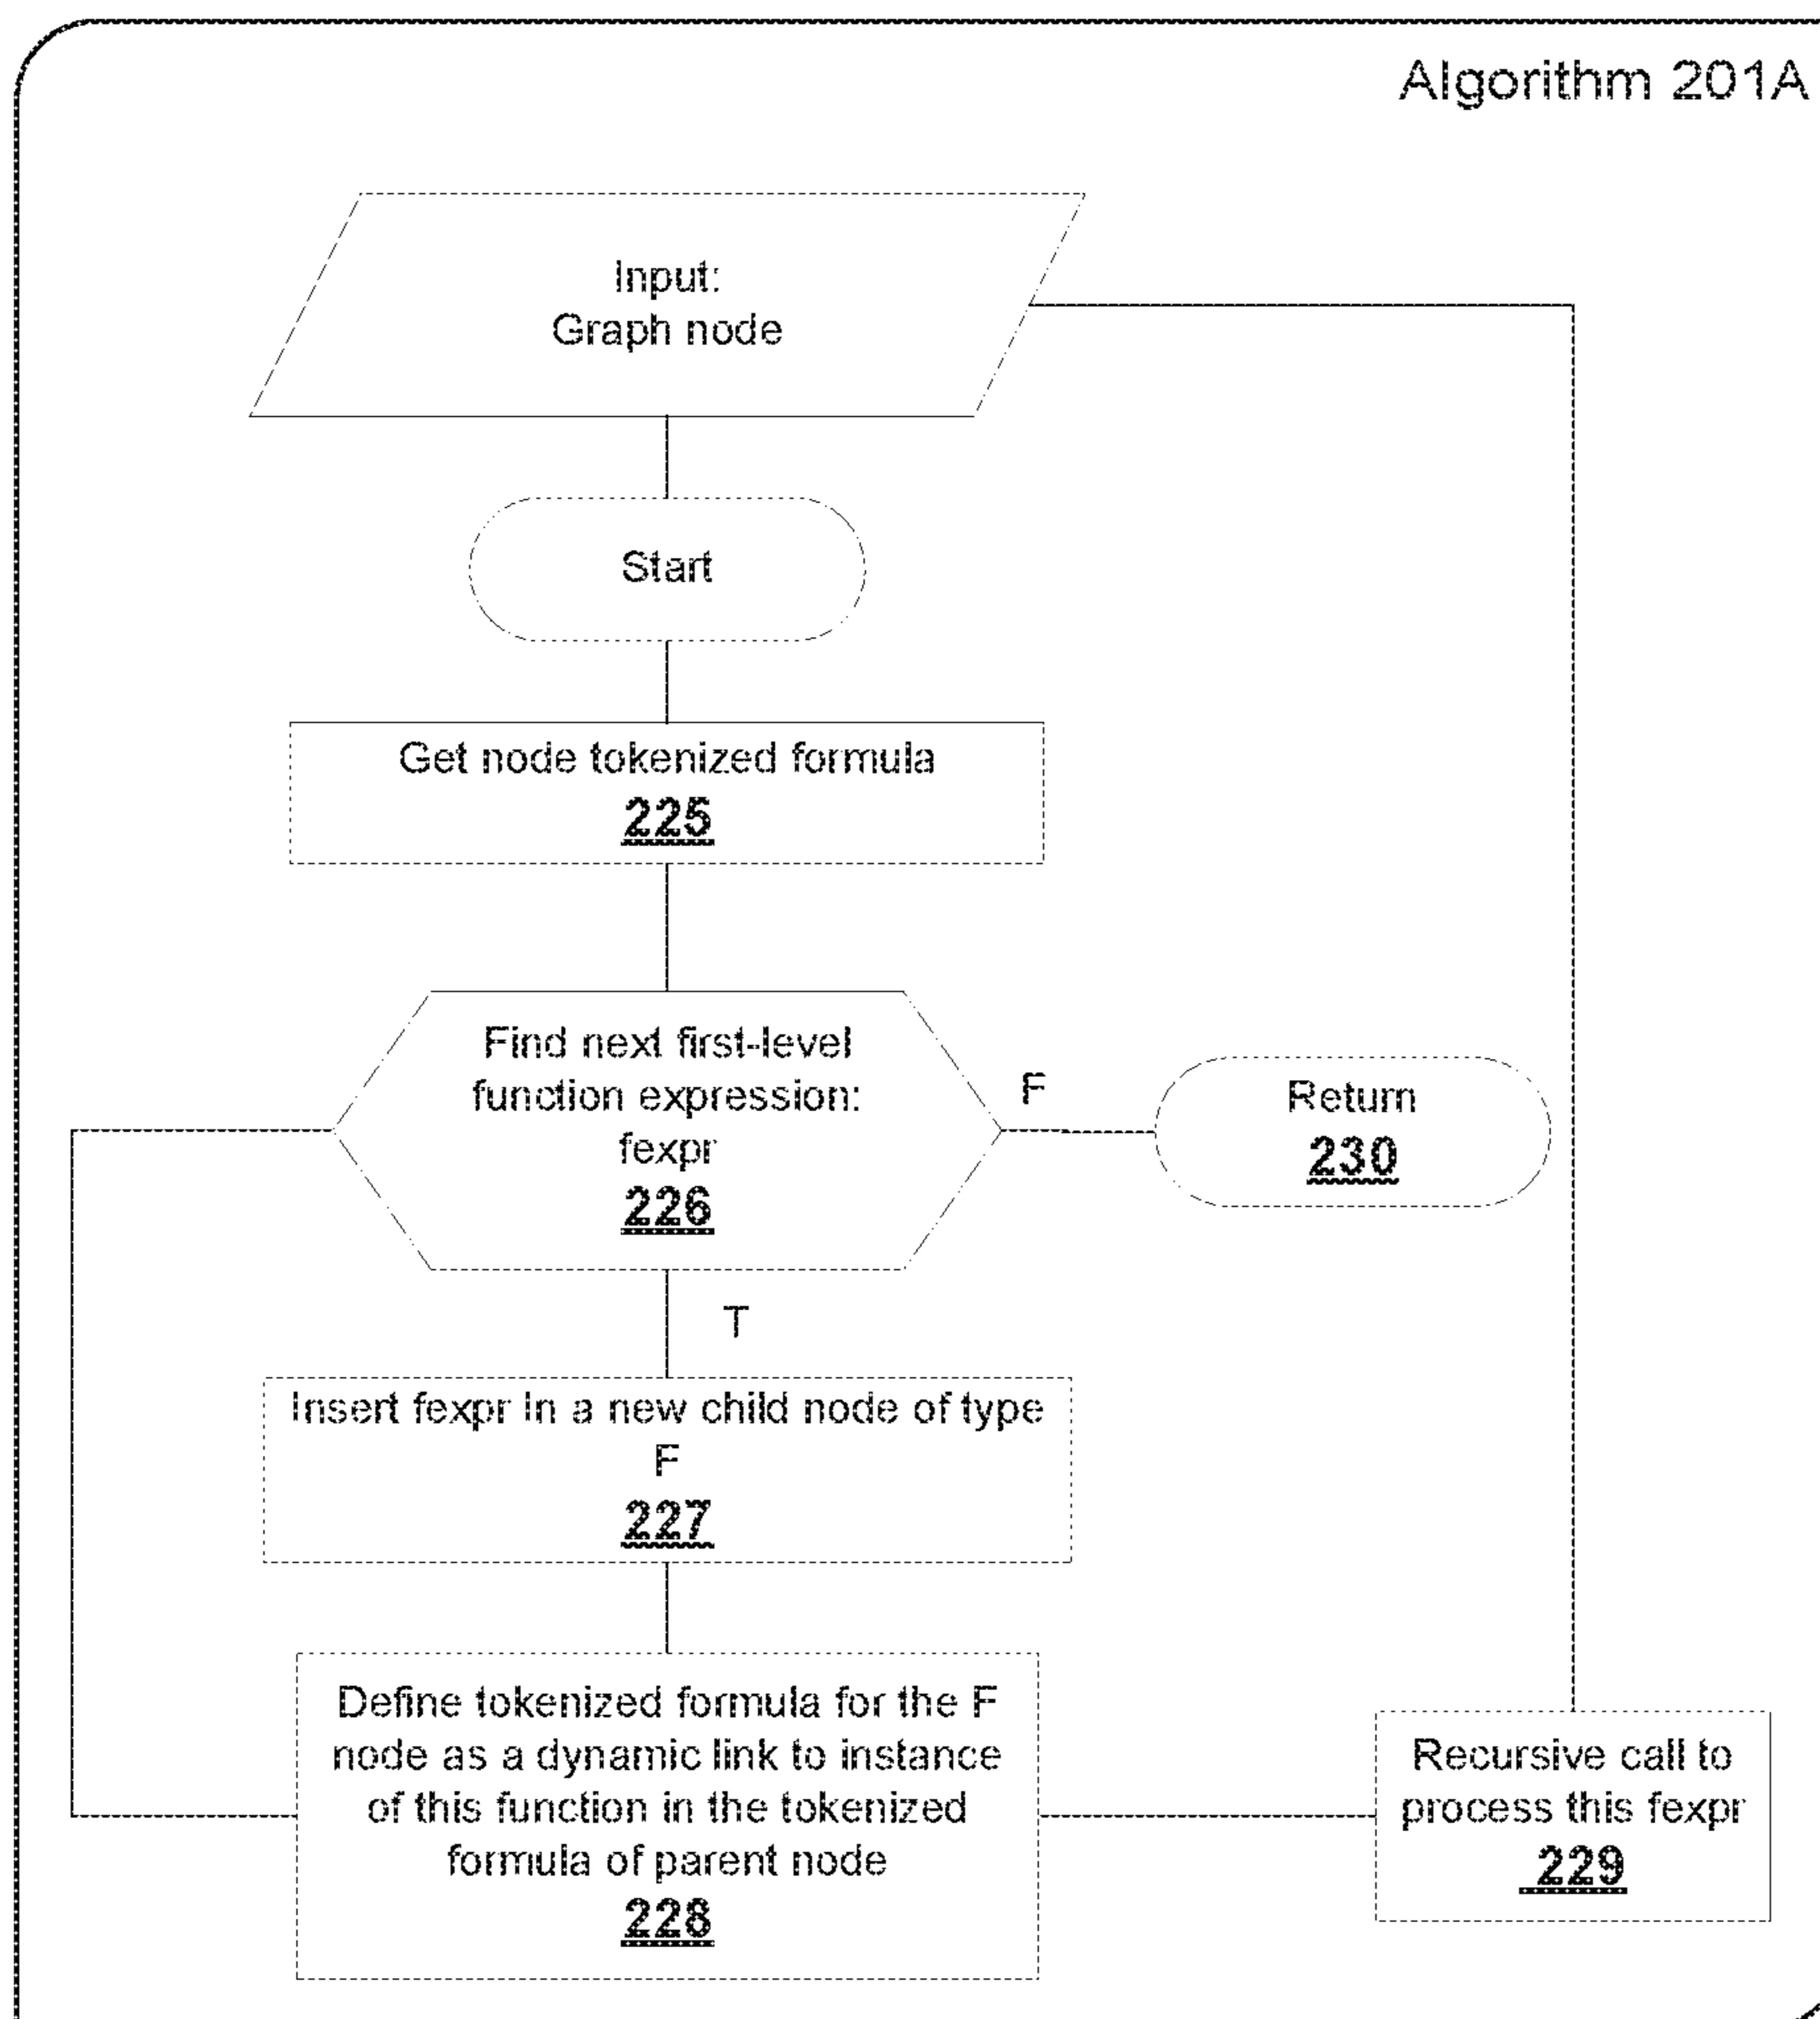 Algorithm 201A
Input:
Graph node
Start
Get node tokenized formula
225
Find next first-level
function expression:
fexpr
226
F
Return
230
T
Insert fexpr in a new child node of type
F
227
Define tokenized formula for the F
node as a dynamic link to instance
of this function in the tokenized
formula of parent node
228
Recursive call to
process this fexpr
229